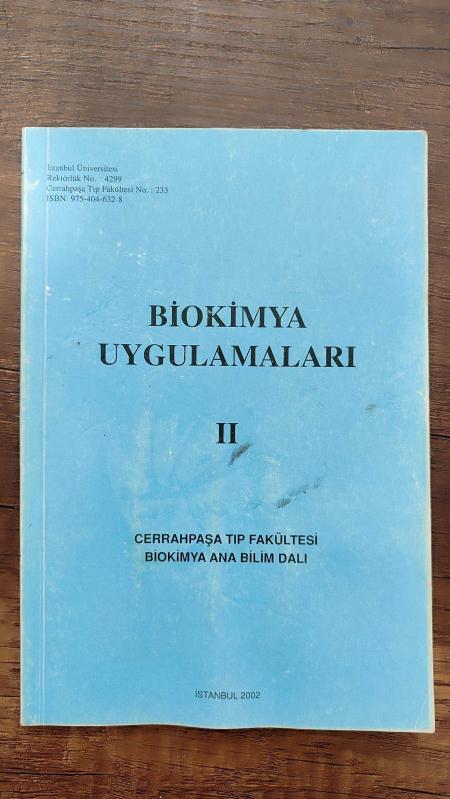 İstanbul Üniversitesi
Rektörlük No. : 4299
Cerrahpaşa Tıp Fakültesi No. : 233
ISBN: 975-404-632-8
BİOKİMYA
UYGULAMALARI
II
CERRAHPAŞA TIP FAKÜLTESİ
BİOKİMYA ANA BİLİM DALI
İSTANBUL 2002